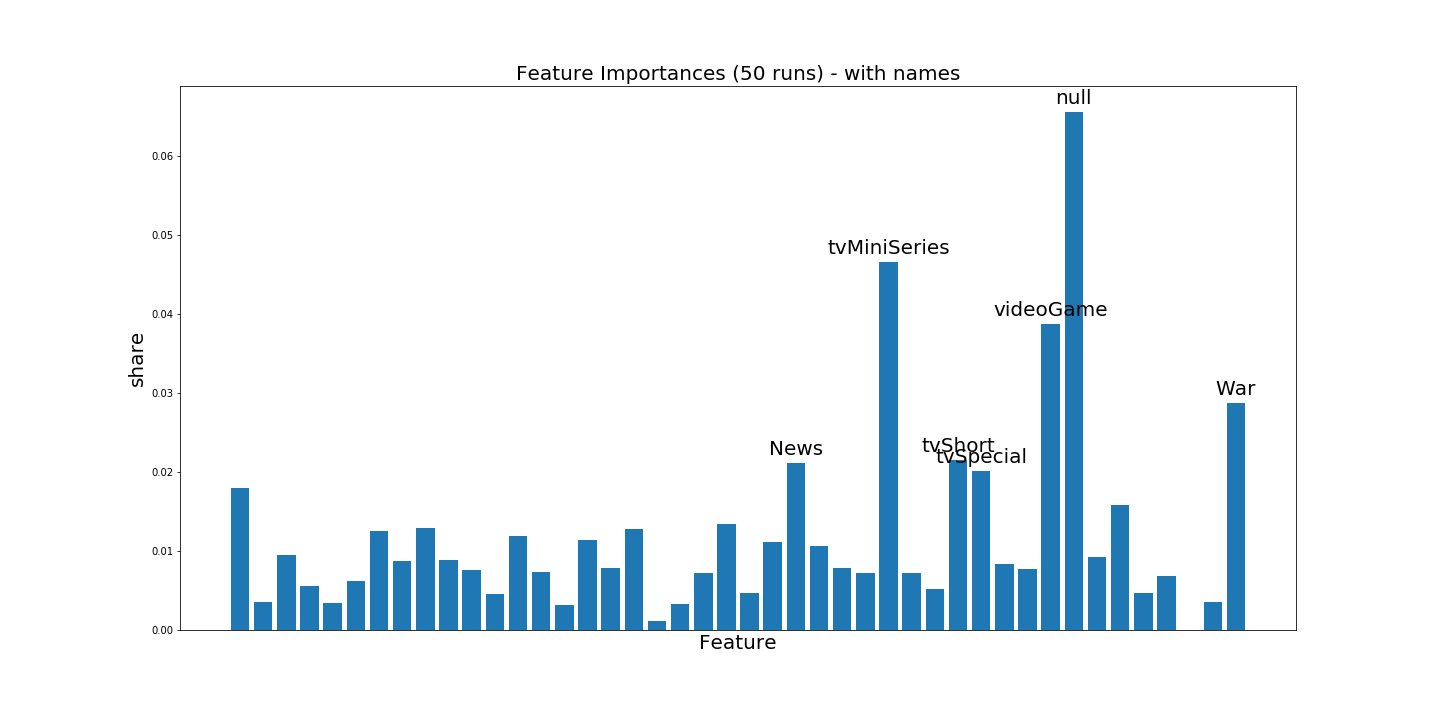 Feature Importances (50 runs) - with names
null
0.06
0.05
tvMiniSeries
0.04
videoGame
share
0.03
War
News
tvShort
tvSpecial
0.02
0.01
0.00
Feature